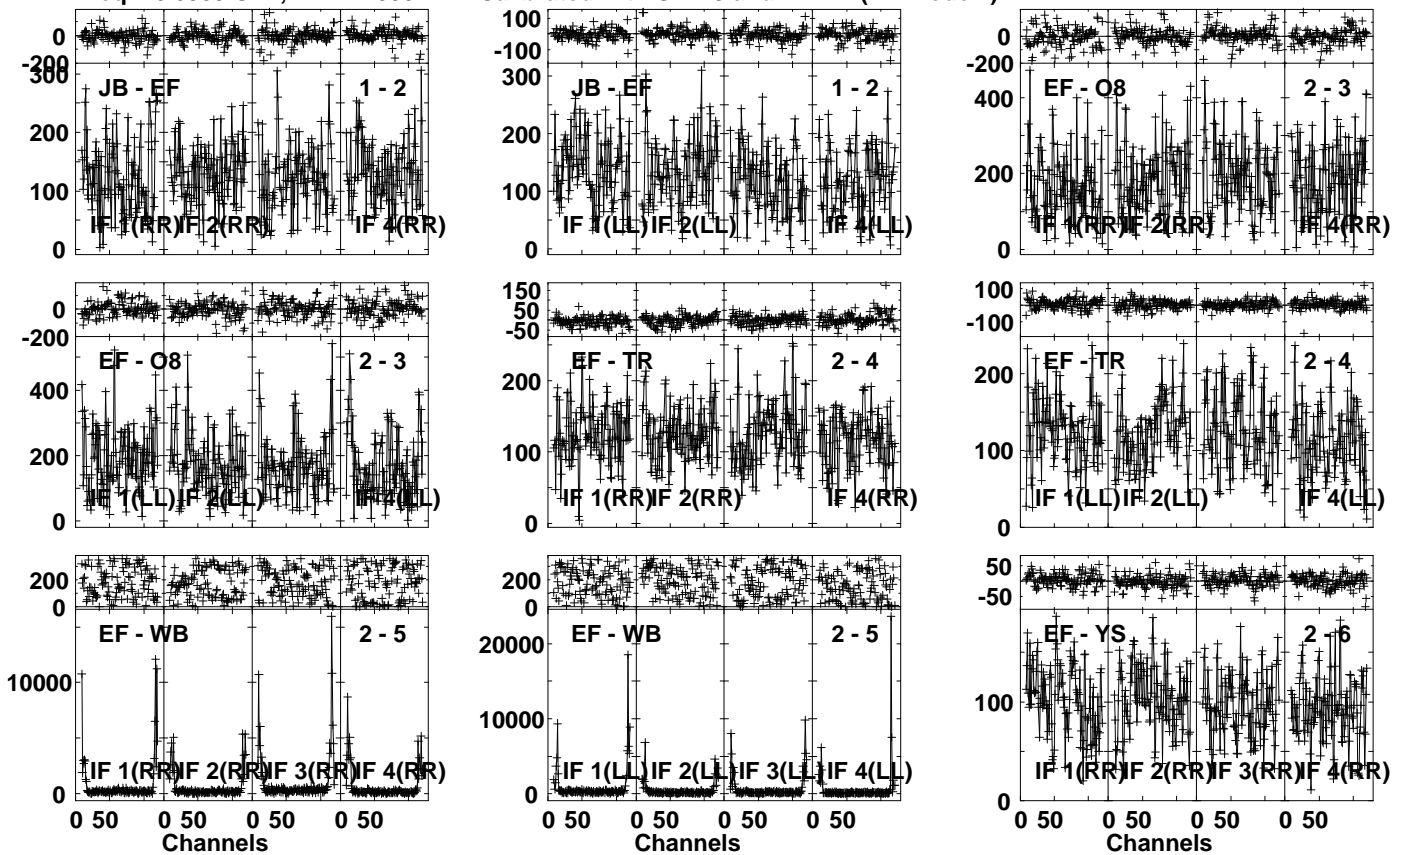 0
-200
100
-100
0
-200
300
200
100
0
JB - EF
1 - 2
IF 1(RR)
IF 2(RR)
IF 4(RR)
300
200
100
0
JB - EF
1 - 2
IF 1(LL)
IF 2(LL)
IF 4(LL)
400
200
0
EF - O8
2 - 3
IF 1(RR)
IF 2(RR)
IF 4(RR)
0
-200
150
50
-50
100
-100
400
200
0
EF - O8
2 - 3
IF 1(LL)
IF 2(LL)
IF 4(LL)
200
100
0
EF - TR
2 - 4
IF 1(RR)
IF 2(RR)
IF 4(RR)
200
100
0
EF - TR
2 - 4
IF 1(LL)
IF 2(LL)
IF 4(LL)
200
0
200
0
50
-50
10000
0
EF - WB
2 - 5
IF 1(RR)
IF 2(RR)
IF 3(RR)
IF 4(RR)
20000
10000
0
EF - WB
2 - 5
IF 1(LL)
IF 2(LL)
IF 3(LL)
IF 4(LL)
100
0
EF - YS
2 - 6
IF 1(RR)
IF 2(RR)
IF 3(RR)
IF 4(RR)
0 50 0 50 0 50 0 50
0 50 0 50 0 50 0 50
0 50 0 50 0 50 0 50
Channels
Channels
Channels